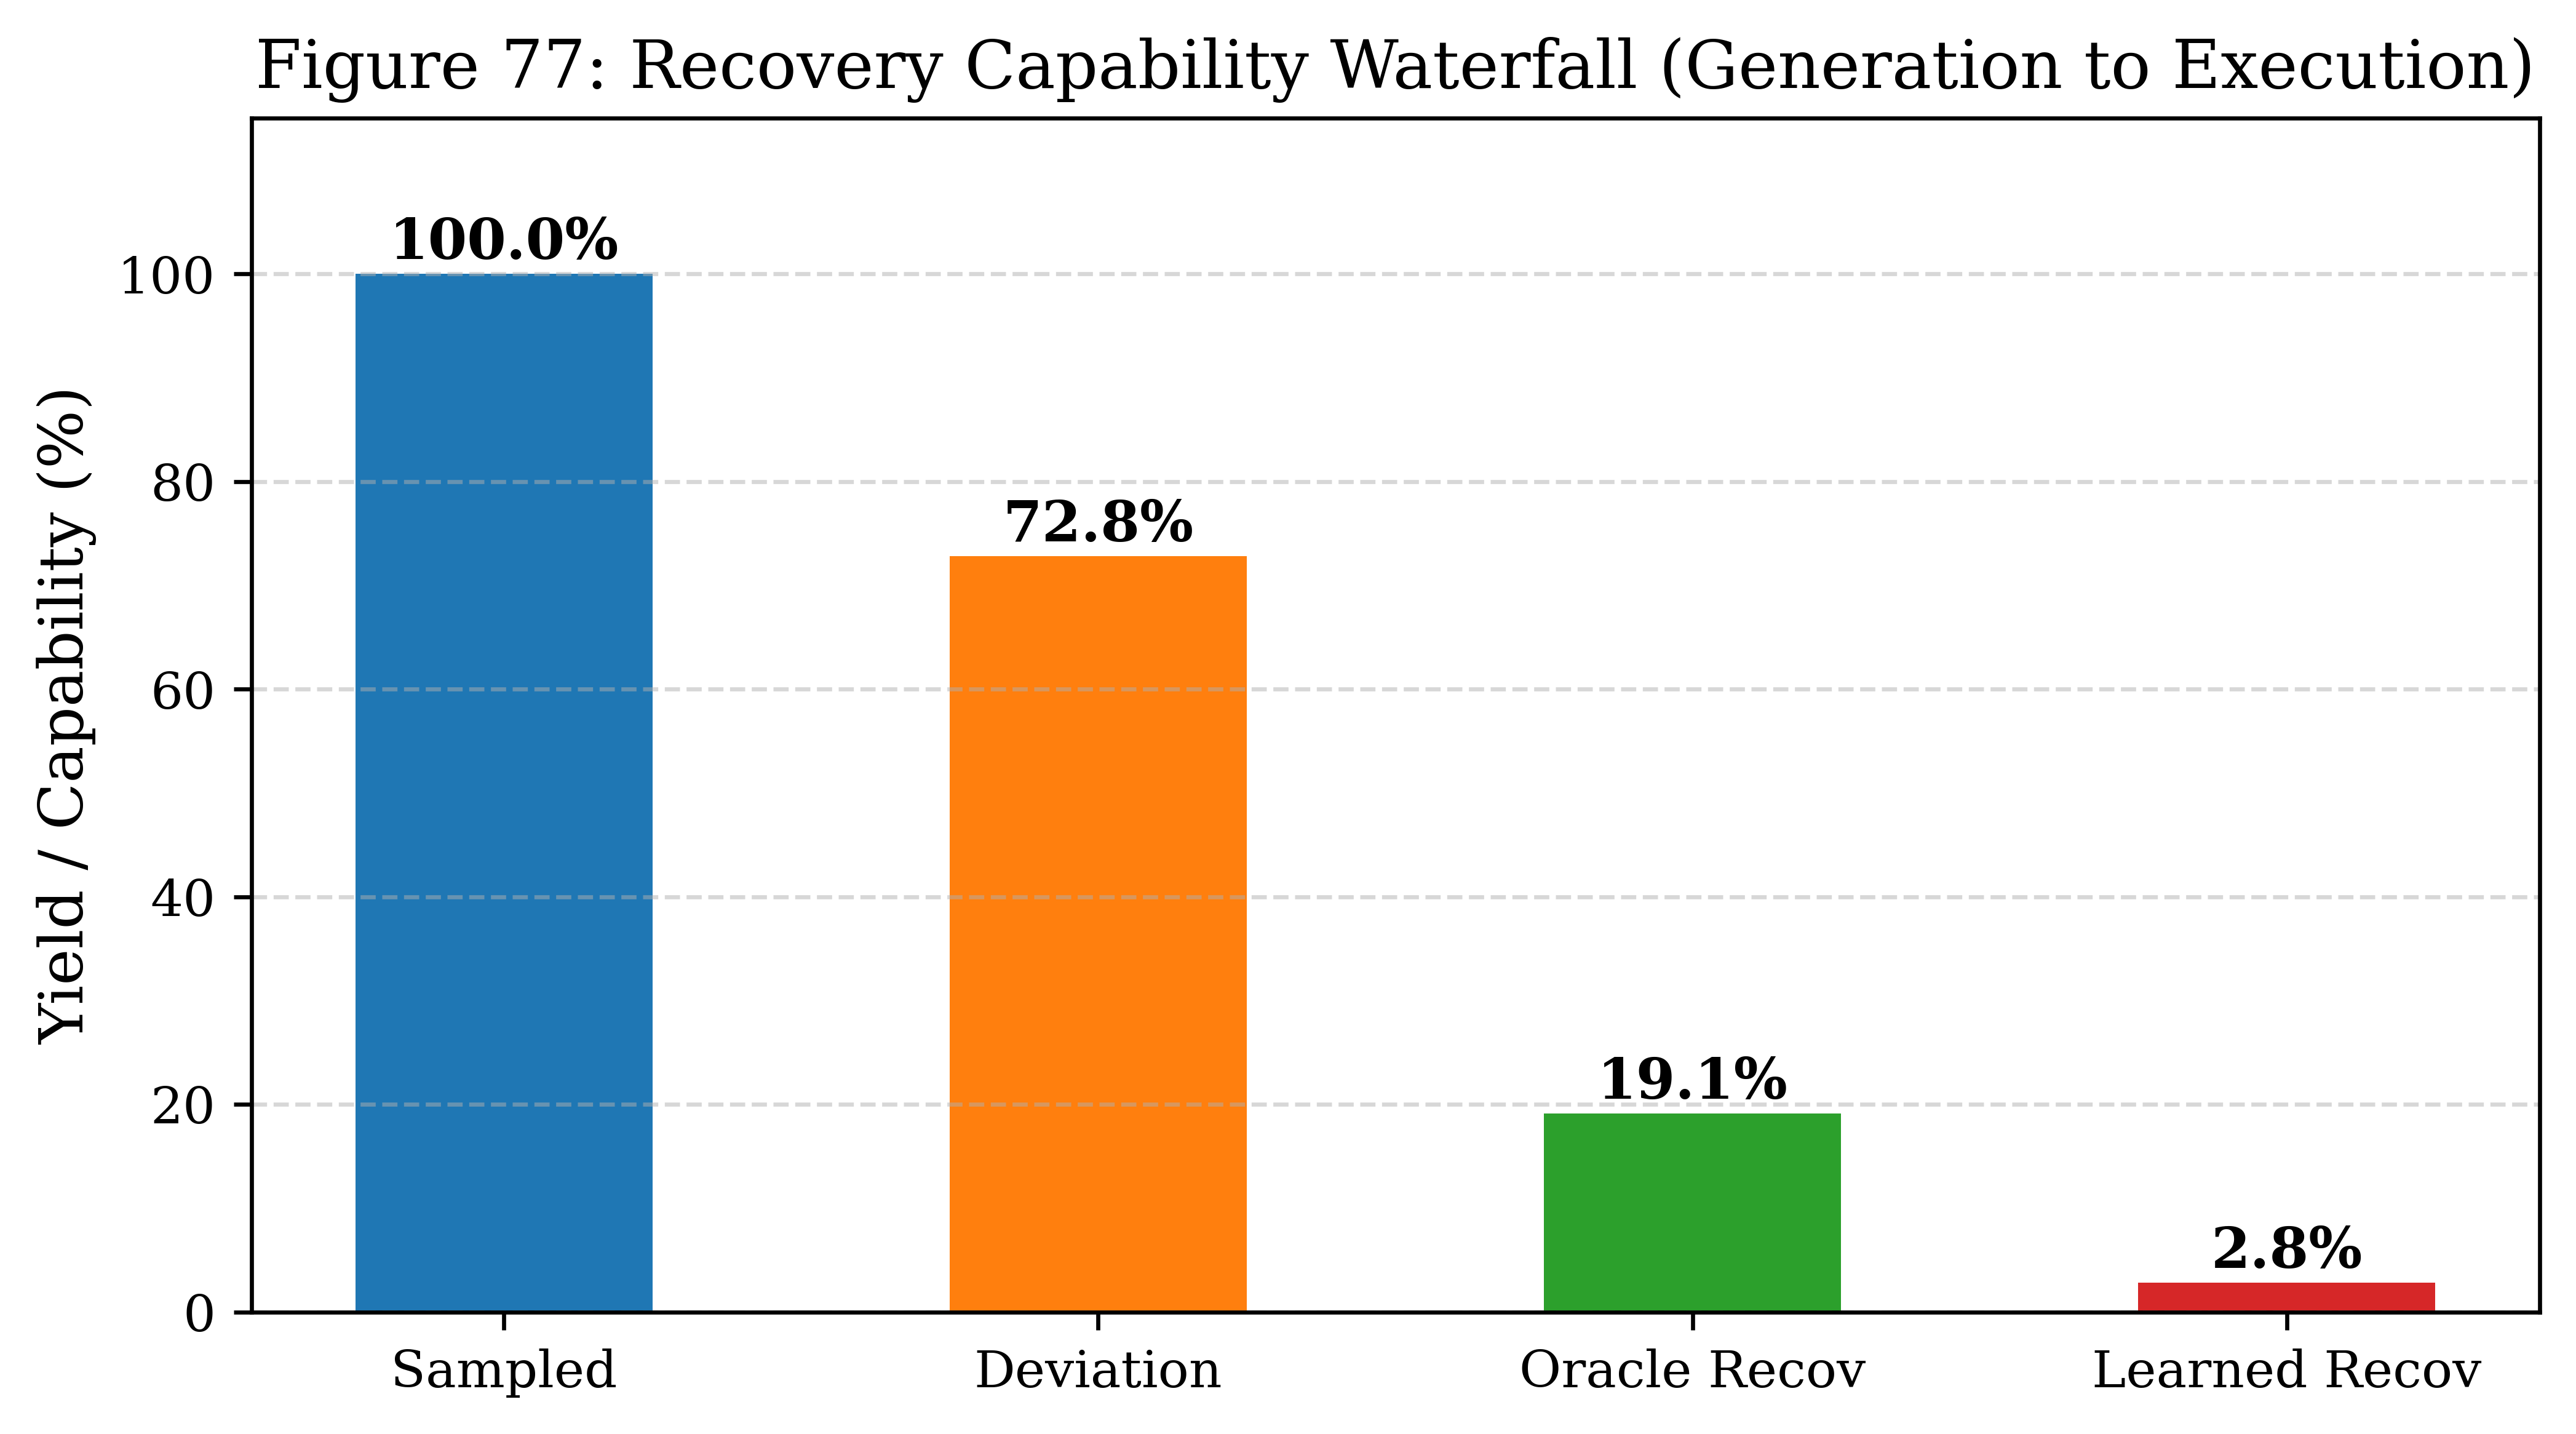 Figure 77: Recovery Capability Waterfall (Generation to Execution)
Yield / Capability (%)
100
80
60
40
20
0
100.0%
72.8%
19.1%
2.8%
Sampled
Deviation
Oracle Recov
Learned Recov